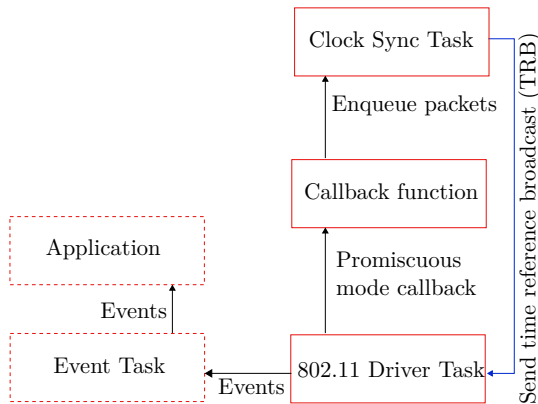 Clock Sync Task
Enqueue packets
Send time reference broadcast (TRB)
Callback function
Application
Promiscuous
mode callback
Events
Event Task
Events
802.11 Driver Task